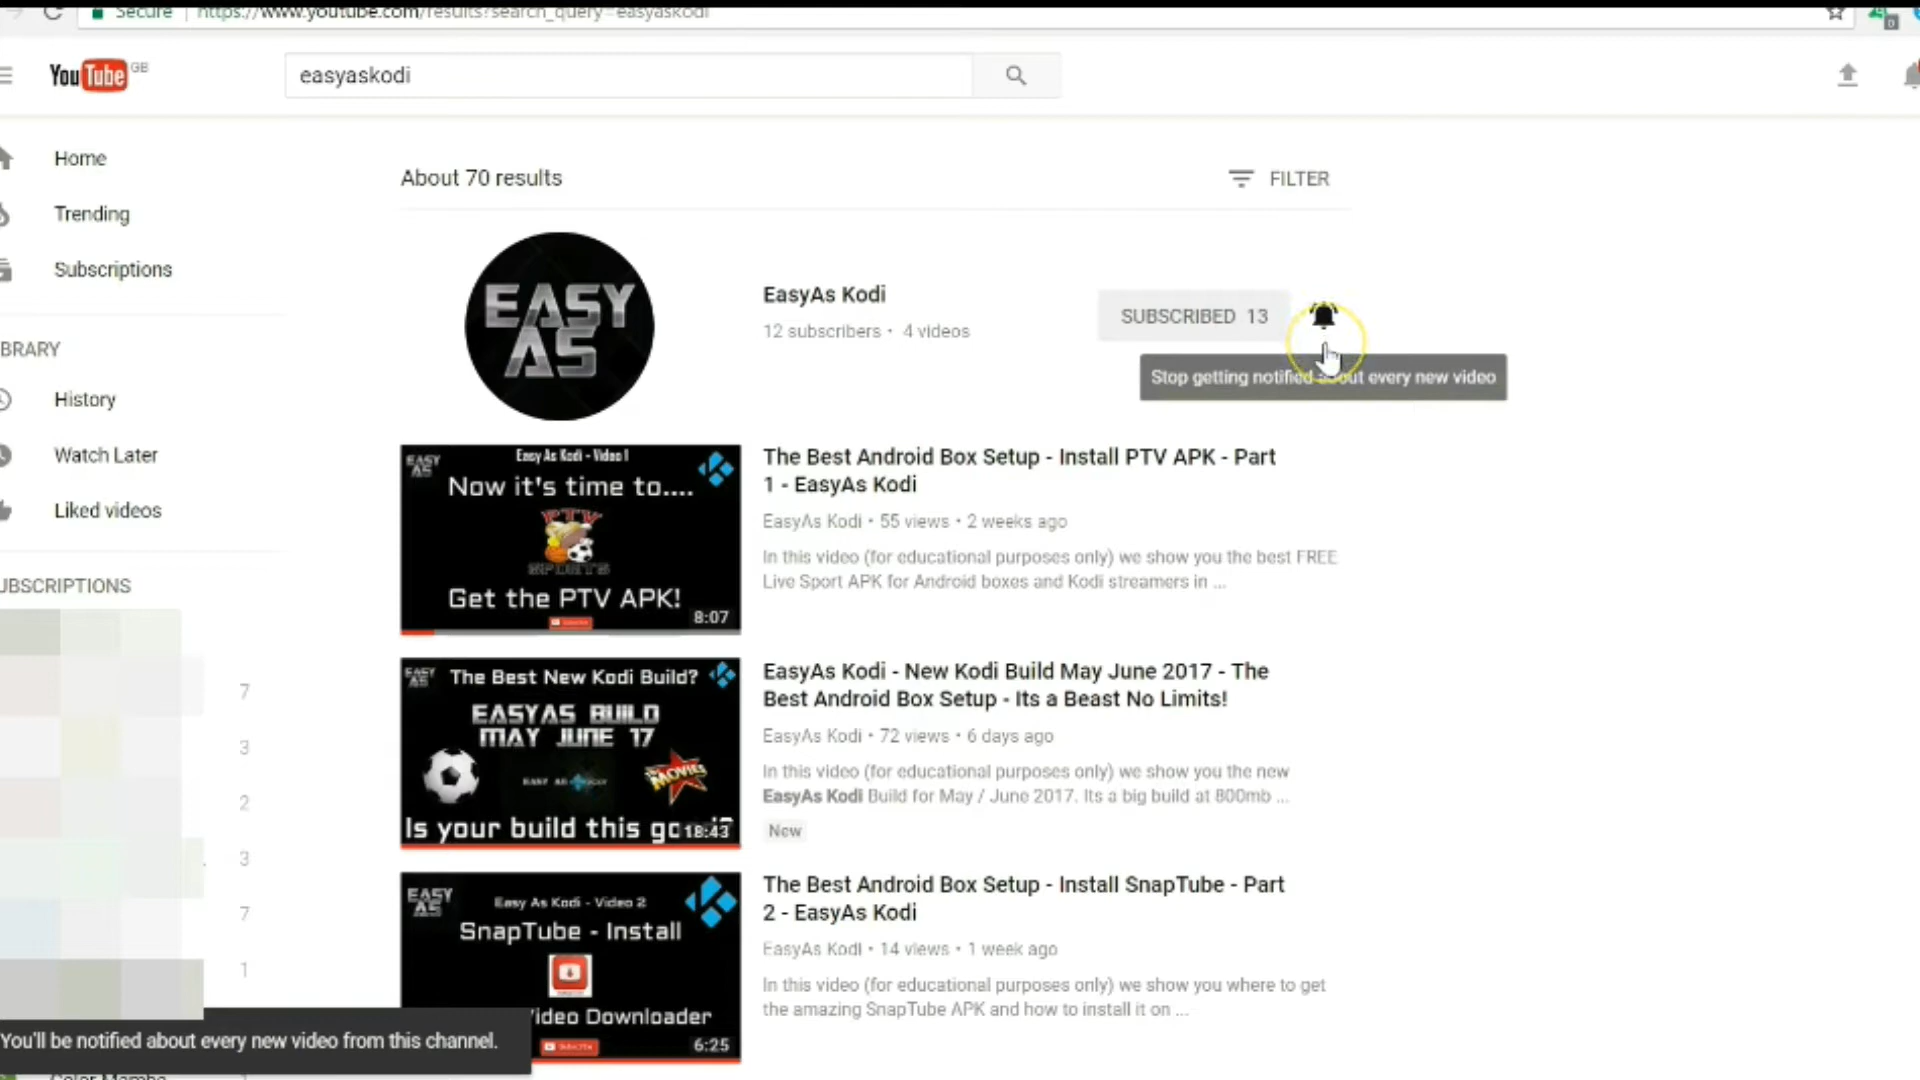 Secure https://www.youtube.com/results?search_query=easyaskodi
YouTube GB
easyaskodi
Home
Trending
Subscriptions
IBRARY
History
Watch Later
Liked videos
UBSCRIPTIONS
7
3
2
3
7
1
About 70 results
FILTER
EASY
AS
EasyAs Kodi
12 subscribers • 4 videos
SUBSCRIBED 13
Stop getting notified about every new video
EASY
AS
Easy As Kodi - Video 1
Now it's time to....
PTV
SPORTS
Get the PTV APK!
8:07
The Best Android Box Setup - Install PTV APK - Part
1 - EasyAs Kodi
EasyAs Kodi • 55 views • 2 weeks ago
In this video (for educational purposes only) we show you the best FREE
Live Sport APK for Android boxes and Kodi streamers in ...
EASY
AS
The Best New Kodi Build?
EASYAS BUILD
MAY JUNE 17
MOVIES
Is your build this
18:43
EasyAs Kodi - New Kodi Build May June 2017 - The
Best Android Box Setup - Its a Beast No Limits!
EasyAs Kodi • 72 views • 6 days ago
In this video (for educational purposes only) we show you the new
EasyAs Kodi Build for May / June 2017. Its a big build at 800mb ...
New
EASY
AS
Easy As Kodi - Video 2
SnapTube - Install
Video Downloader
6:25
The Best Android Box Setup - Install SnapTube - Part
2 - EasyAs Kodi
EasyAs Kodi • 14 views • 1 week ago
In this video (for educational purposes only) we show you where to get
the amazing SnapTube APK and how to install it on ...
You'll be notified about every new video from this channel.